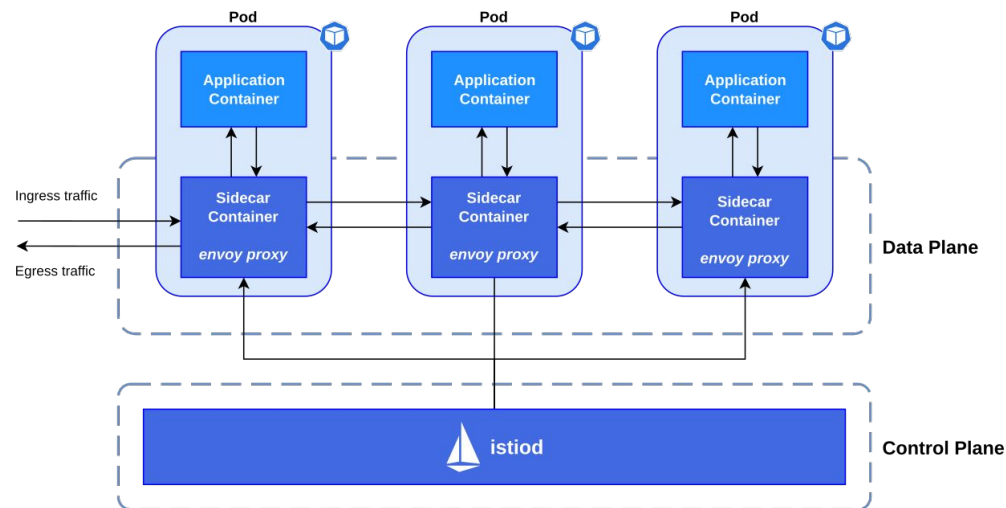 Pod
Pod
Pod
Application
Container
Application
Container
Application
Container
Ingress traffic
Egress traffic
Sidecar
Container
envoy proxy
Sidecar
Container
envoy proxy
Sidecar
Container
envoy proxy
Data Plane
istiod
Control Plane